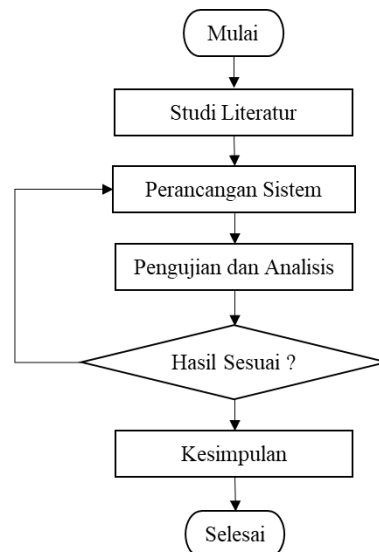 Mulai
Studi Literatur
Perancangan Sistem
Pengujian dan Analisis
Hasil Sesuai ?
Kesimpulan
Selesai